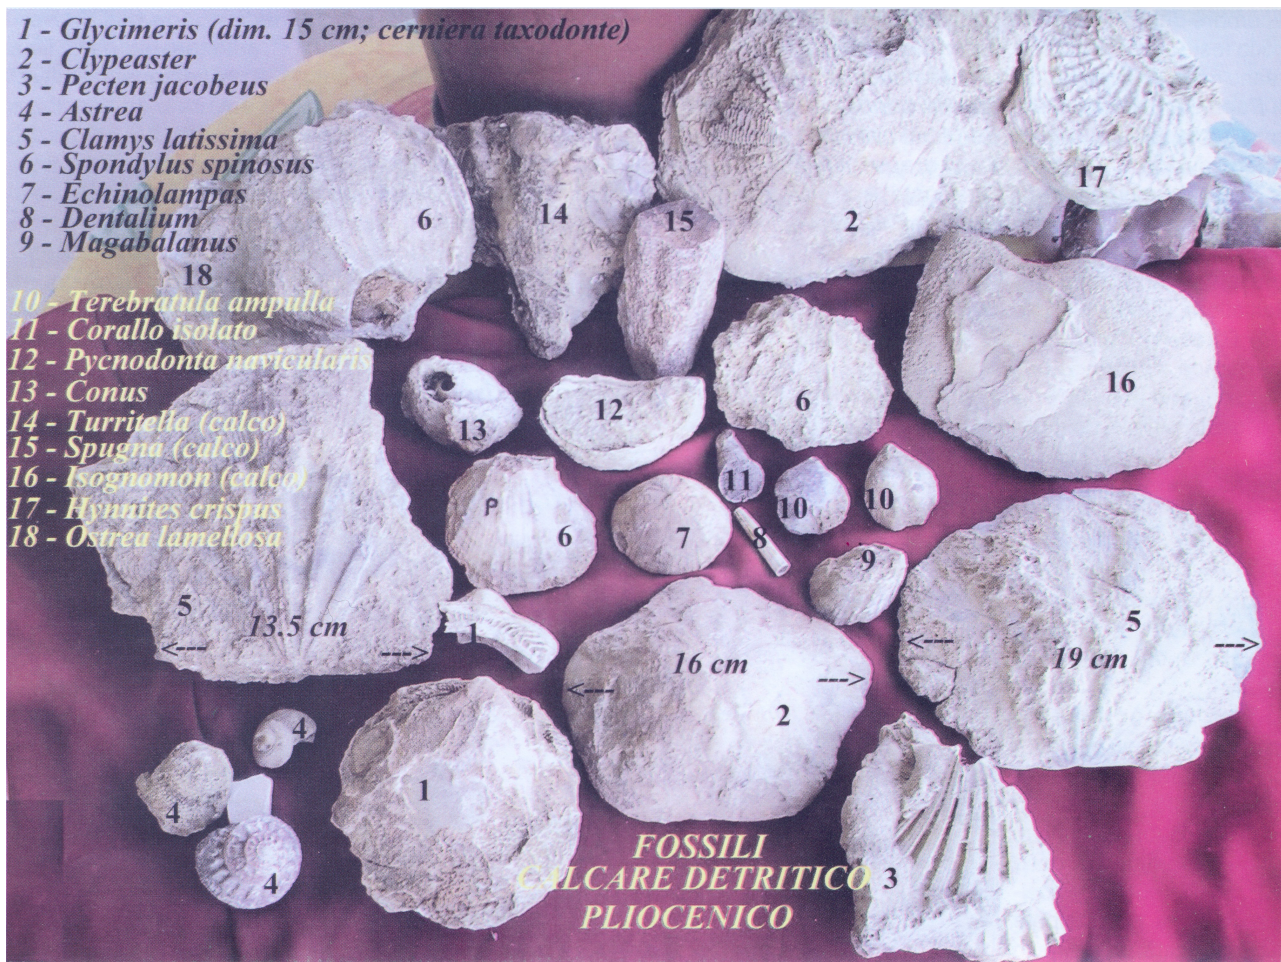 1 - Glycimeris (dim. 15 cm; cerniera taxodonte)
2 - Clypeaster
3 - Pecten jacobeus
4 - Astrea
5 - Clamys latissima
6 - Spondylus spinosus
7 - Echinolampas
8 - Dentalium
9 - Magabalanus
10 - Terebratula ampulla
11 - Corallo isolato
12 - Pycnodonta navicularis
13 - Conus
14 - Turritella (calco)
15 - Spugna (calco)
16 - Isognomon (calco)
17 - Hynnites crispus
18 - Ostrea lamellosa
17
6
14
15
2
18
16
13
12
6
11
10
10
P
6
7
8
9
5
13.5 cm
<--- --->
1
16 cm
<--- --->
2
5
19 cm
<--- --->
4
4
4
1
3
FOSSILI
CALCARE DETRITICO
PLIOCENICO